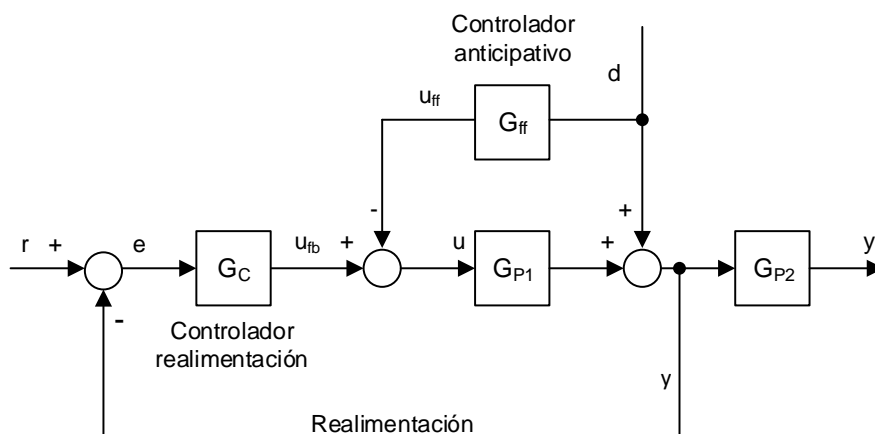 Controlador
anticipativo
d
u_ff
G_ff
-
+
r + e G_C u_fb + u G_P1 + G_P2 y
-
Controlador
realimentación
y
Realimentación